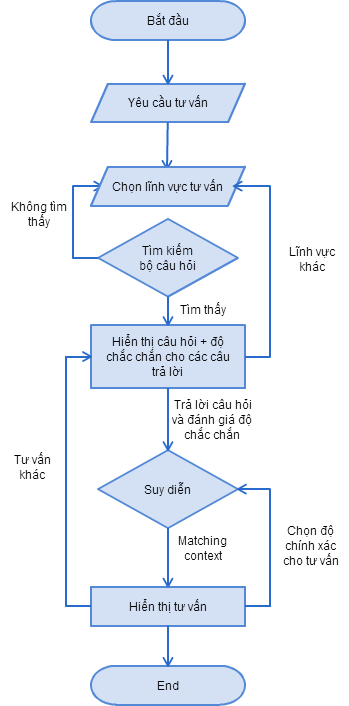 Bắt đầu
Yêu cầu tư vấn
Chọn lĩnh vực tư vấn
Không tìm
thấy
Tìm kiếm
bộ câu hỏi
Lĩnh vực
khác
Tìm thấy
Hiển thị câu hỏi + độ
chắc chắn cho các câu
trả lời
Trả lời câu hỏi
và đánh giá độ
chắc chắn
Tư vấn
khác
Suy diễn
Matching
context
Chọn độ
chính xác
cho tư vấn
Hiển thị tư vấn
End